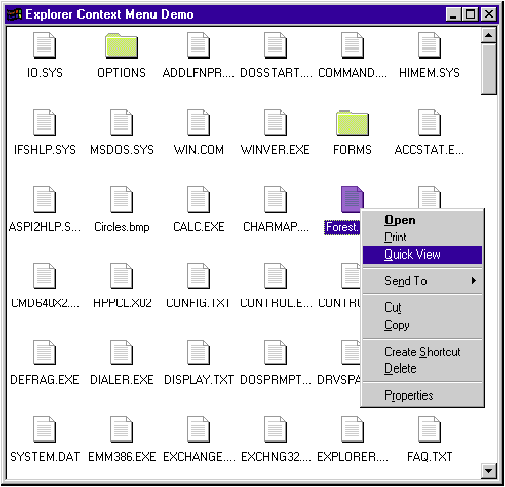 Explorer Context Menu Demo
IO.SYS OPTIONS ADDLFNPR.... DOSSTART.... COMMAND.... HIMEM.SYS
IFSHLP.SYS MSDOS.SYS WIN.COM WINVER.EXE FORMS ACCSTAT.E...
ASPI2HLP.S... Circles.bmp CALC.EXE CHARMAP.... Forest.
Open
Print
Quick View
Send To
Cut
Copy
Create Shortcut
Delete
Properties
CMD640X2.... HPPCL.X02 CONFIG.TXT CONTROL.E... CONTRO
DEFRAG.EXE DIALER.EXE DISPLAY.TXT DOSPRMPT.... DRVSPA
SYSTEM.DAT EMM386.EXE EXCHANGE.... EXCHNG32.... EXPLORER.... FAQ.TXT